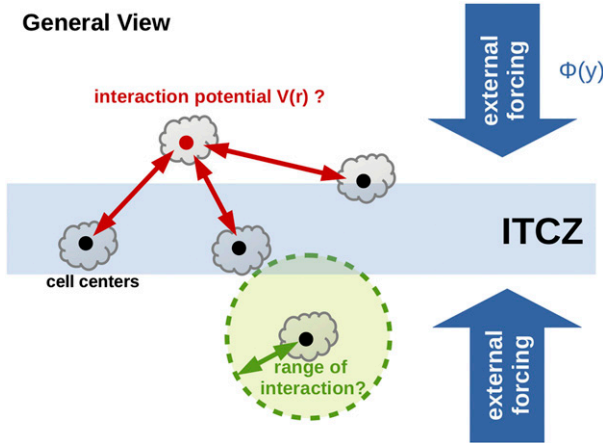 General View
external
forcing
Φ(y)
interaction potential V(r) ?
ITCZ
cell centers
range of
interaction?
external
forcing